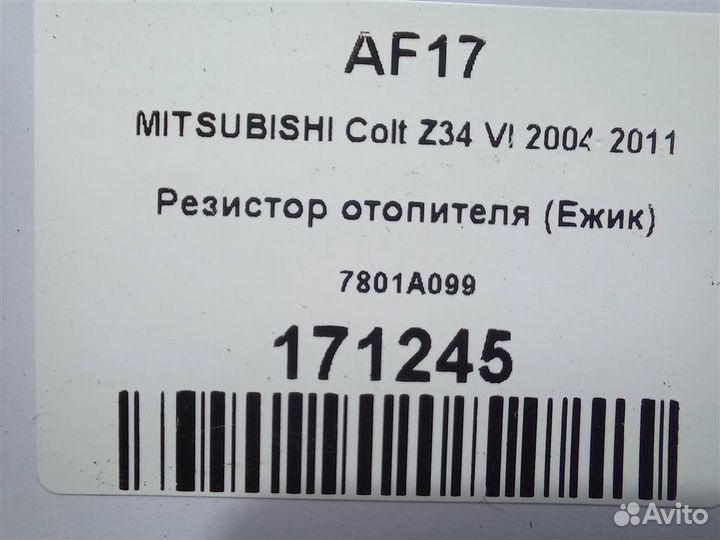 AF17
MITSUBISHI Colt Z34 VI 2004 2011
Резистор отопителя (Ежик)
7801A099
171245
Avito